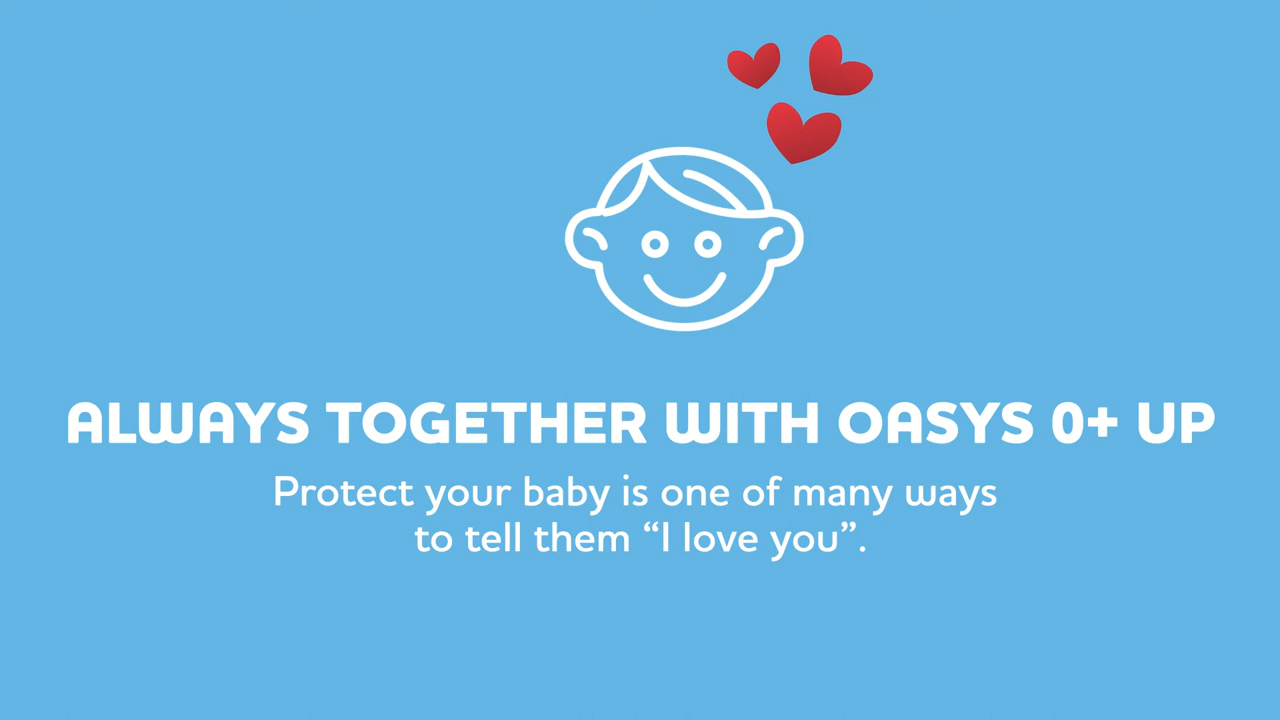 ALWAYS TOGETHER WITH OASYS 0+ UP
Protect your baby is one of many ways
to tell them “I love you”.